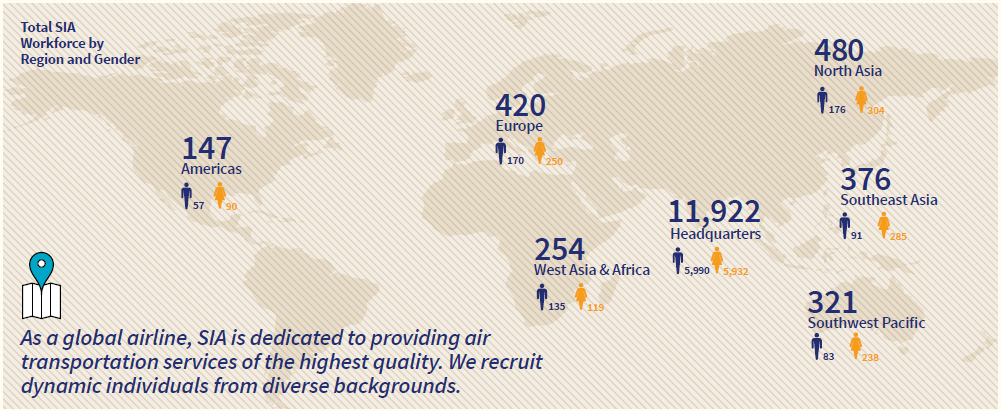 Total SIA
Workforce by
Region and Gender
480
North Asia
176 304
420
Europe
170 250
147
Americas
57 90
376
Southeast Asia
91 285
11,922
Headquarters
5,990 5,932
254
West Asia & Africa
135 119
321
Southwest Pacific
83 238
As a global airline, SIA is dedicated to providing air
transportation services of the highest quality. We recruit
dynamic individuals from diverse backgrounds.